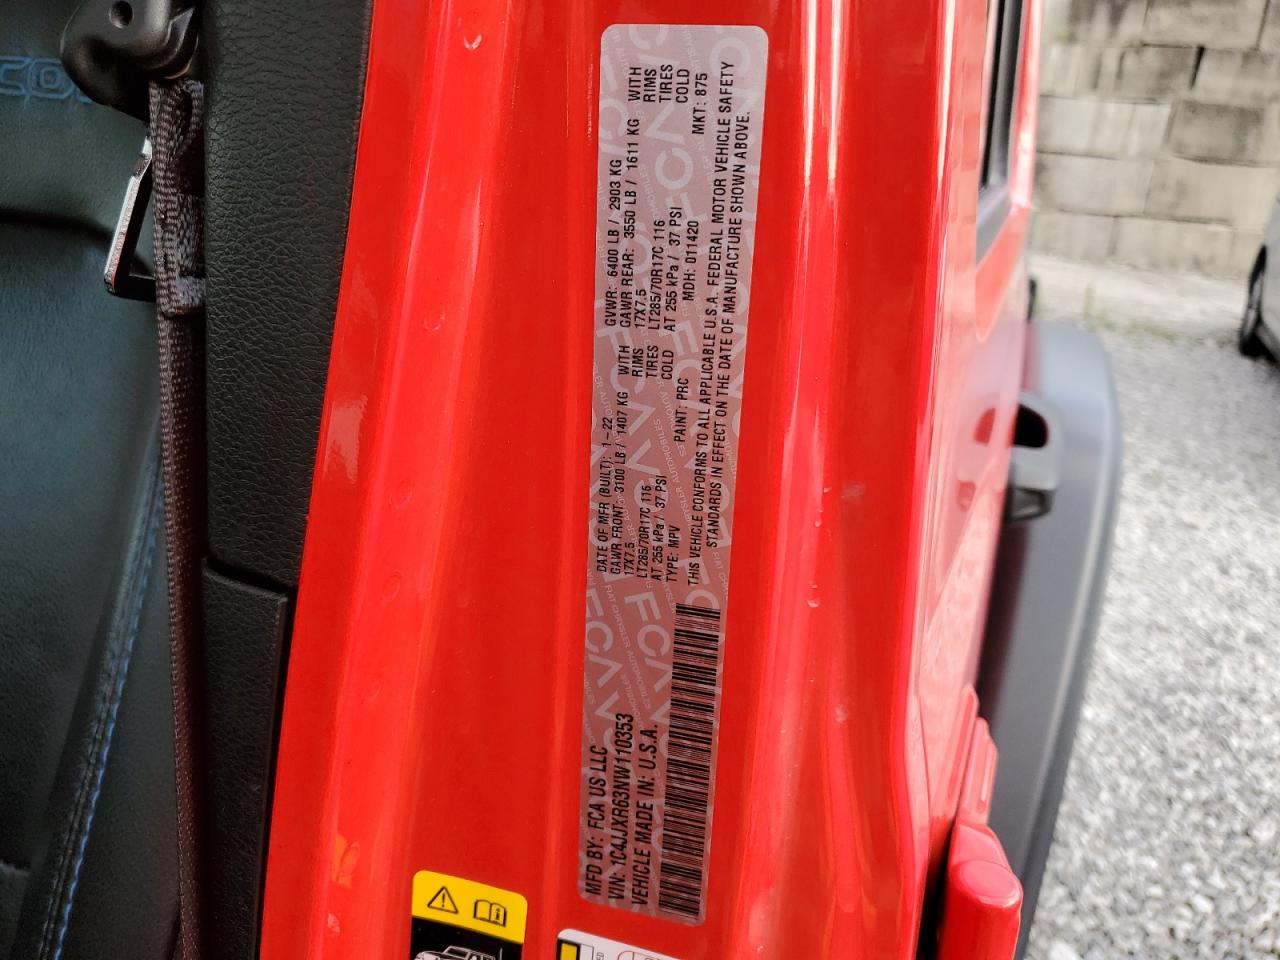 MFD BY: FCA US LLC
VIN: 1C4JJXR63NW110353
VEHICLE MADE IN: U.S.A.
DATE OF MFR (BUILT): 1-22 GVWR: 6400 LB / 2903 KG
GAWR FRONT: 3100 LB / 1407 KG WITH GAWR REAR: 3550 LB / 1611 KG WITH
17X7.5 RIMS 17X7.5 RIMS
LT285/70R17C 116 TIRES LT285/70R17C 116 TIRES
AT 255 kPa / 37 PSI COLD AT 255 kPa / 37 PSI COLD
TYPE: MPV PAINT: PRC MDH: 011420 MKT: 875
THIS VEHICLE CONFORMS TO ALL APPLICABLE U.S.A. FEDERAL MOTOR VEHICLE SAFETY
STANDARDS IN EFFECT ON THE DATE OF MANUFACTURE SHOWN ABOVE.